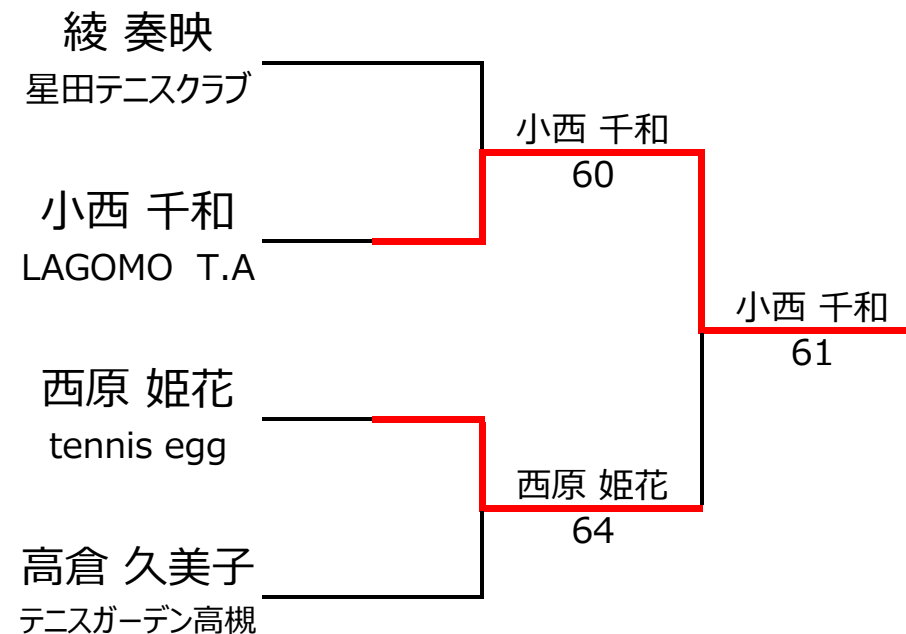 綾 奏映
星田テニスクラブ
小西 千和
60
小西 千和
LAGOMO T.A
小西 千和
61
西原 姫花
tennis egg
西原 姫花
64
高倉 久美子
テニスガーデン高槻